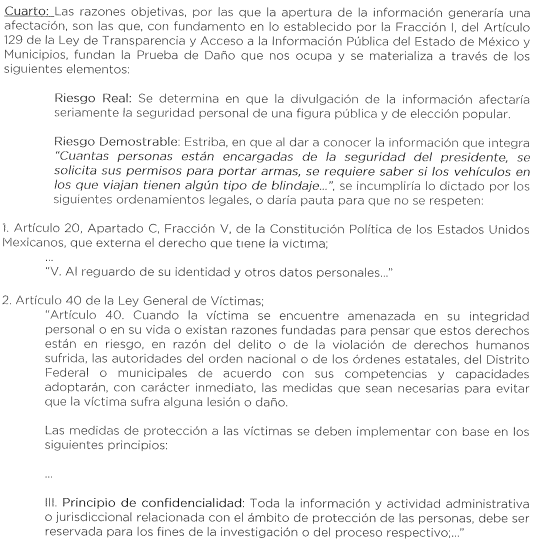 Cuarto: Las razones objetivas, por las que la apertura de la información generaría una
afectación, son las que, con fundamento en lo establecido por la Fracción I, del Artículo
129 de la Ley de Transparencia y Acceso a la Información Pública del Estado de México y
Municipios, fundan la Prueba de Daño que nos ocupa y se materializa a través de los
siguientes elementos:
Riesgo Real: Se determina en que la divulgación de la información afectaría
seriamente la seguridad personal de una figura pública y de elección popular.
Riesgo Demostrable: Estriba, en que al dar a conocer la información que integra
"Cuantas personas están encargadas de la seguridad del presidente, se
solicita sus permisos para portar armas, se requiere saber si los vehículos en
los que viajan tienen algún tipo de blindaje...", se incumpliría lo dictado por los
siguientes ordenamientos legales, o daría pauta para que no se respeten:
1. Artículo 20, Apartado C, Fracción V, de la Constitución Política de los Estados Unidos
Mexicanos, que externa el derecho que tiene la victima;
...
"V. Al reguardo de su identidad y otros datos personales..."
2. Artículo 40 de la Ley General de Víctimas;
"Artículo 40. Cuando la víctima se encuentre amenazada en su integridad
personal o en su vida o existan razones fundadas para pensar que estos derechos
están en riesgo, en razón del delito o de la violación de derechos humanos
sufrida, las autoridades del orden nacional o de los órdenes estatales, del Distrito
Federal o municipales de acuerdo con sus competencias y capacidades
adoptarán, con carácter inmediato, las medidas que sean necesarias para evitar
que la víctima sufra alguna lesión o daño.
Las medidas de protección a las víctimas se deben implementar con base en los
siguientes principios:
...
III. Principio de confidencialidad: Toda la información y actividad administrativa
o jurisdiccional relacionada con el ámbito de protección de las personas, debe ser
reservada para los fines de la investigación o del proceso respectivo;..."